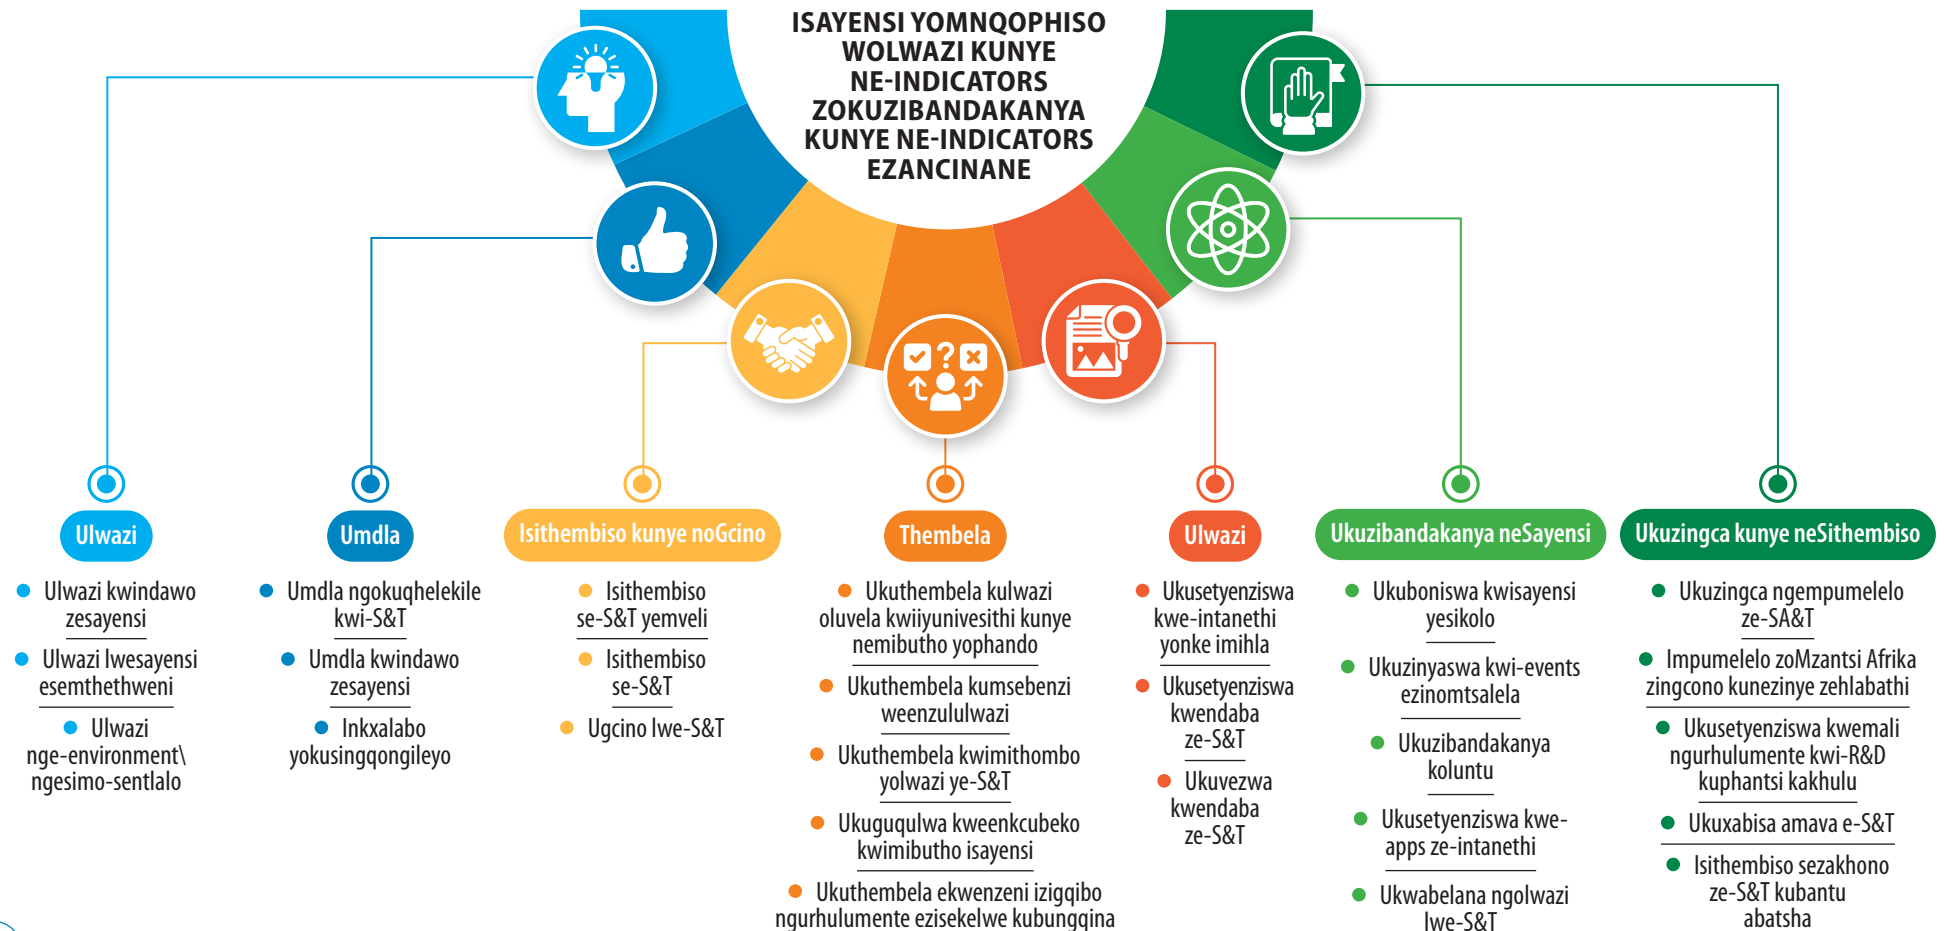 ISAYENSI YOMNQOPHISO
WOLWAZI KUNYE
NE-INDICATORS
ZOKUZIBANDAKANYA
KUNYE NE-INDICATORS
EZANCINANE
Ulwazi
Ulwazi kwindawo
zesayensi
Ulwazi lwesayensi
esemthethweni
Ulwazi
nge-environment\
ngesimo-sentlalo
Umdla
Umdla ngokuqhelekile
kwi-S&T
Umdla kwindawo
zesayensi
Inkxalabo
yokusingqongileyo
Isithembiso kunye noGcino
Isithembiso
se-S&T yemveli
Isithembiso
se-S&T
Ugcino lwe-S&T
Thembela
Ukuthembela kulwazi
oluvela kwiiyunivesithi kunye
nemibutho yophando
Ukuthembela kumsebenzi
weenzululwazi
Ukuthembela kwimithombo
yolwazi ye-S&T
Ukuguqulwa kweenkcubeko
kwimibutho isayensi
Ukuthembela ekwenzeni izigqibo
ngurhulumente ezisekelwe kubungqina
Ulwazi
Ukusetyenziswa
kwe-intanethi
yonke imihla
Ukusetyenziswa
kwendaba
ze-S&T
Ukuvezwa
kwendaba
ze-S&T
Ukuzibandakanya neSayensi
Ukuboniswa kwisayensi
yesikolo
Ukuzinyaswa kwi-events
ezinomtsalela
Ukuzibandakanya
koluntu
Ukusetyenziswa kwe-
apps ze-intanethi
Ukwabelana ngolwazi
lwe-S&T
Ukuzingca kunye neSithembiso
Ukuzingca ngempumelelo
ze-SA&T
Impumelelo zoMzantsi Afrika
zingcono kunezinye zehlabathi
Ukusetyenziswa kwemali
ngurhulumente kwi-R&D
kuphantsi kakhulu
Ukuxabisa amava e-S&T
Isithembiso sezakhono
ze-S&T kubantu
abatsha